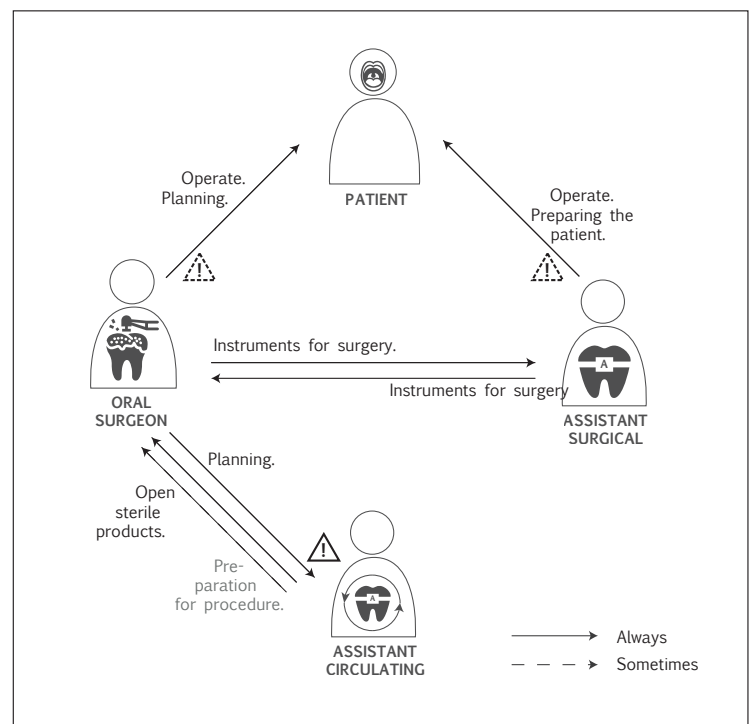 PATIENT
Operate.
Planning.
Operate.
Preparing the
patient.
!
!
Instruments for surgery.
Instruments for surgery
A
ORAL
SURGEON
ASSISTANT
SURGICAL
Planning.
Open
sterile
products.
!
Pre-
paration
for procedure.
A
ASSISTANT
CIRCULATING
Always
Sometimes